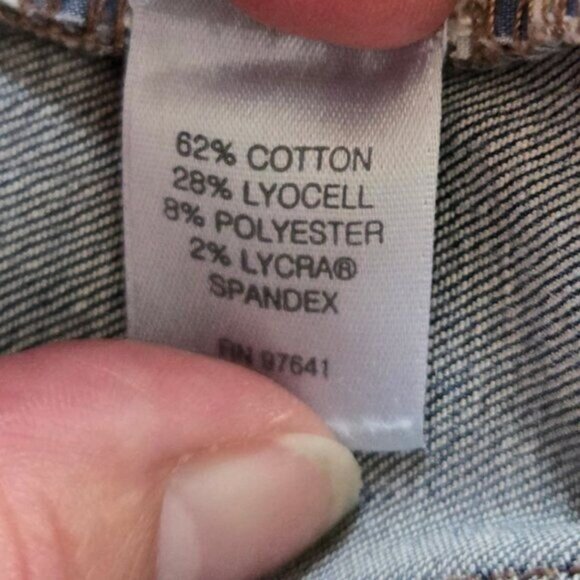 62% COTTON
28% LYOCELL
8% POLYESTER
2% LYCRA®
SPANDEX
RN 97641